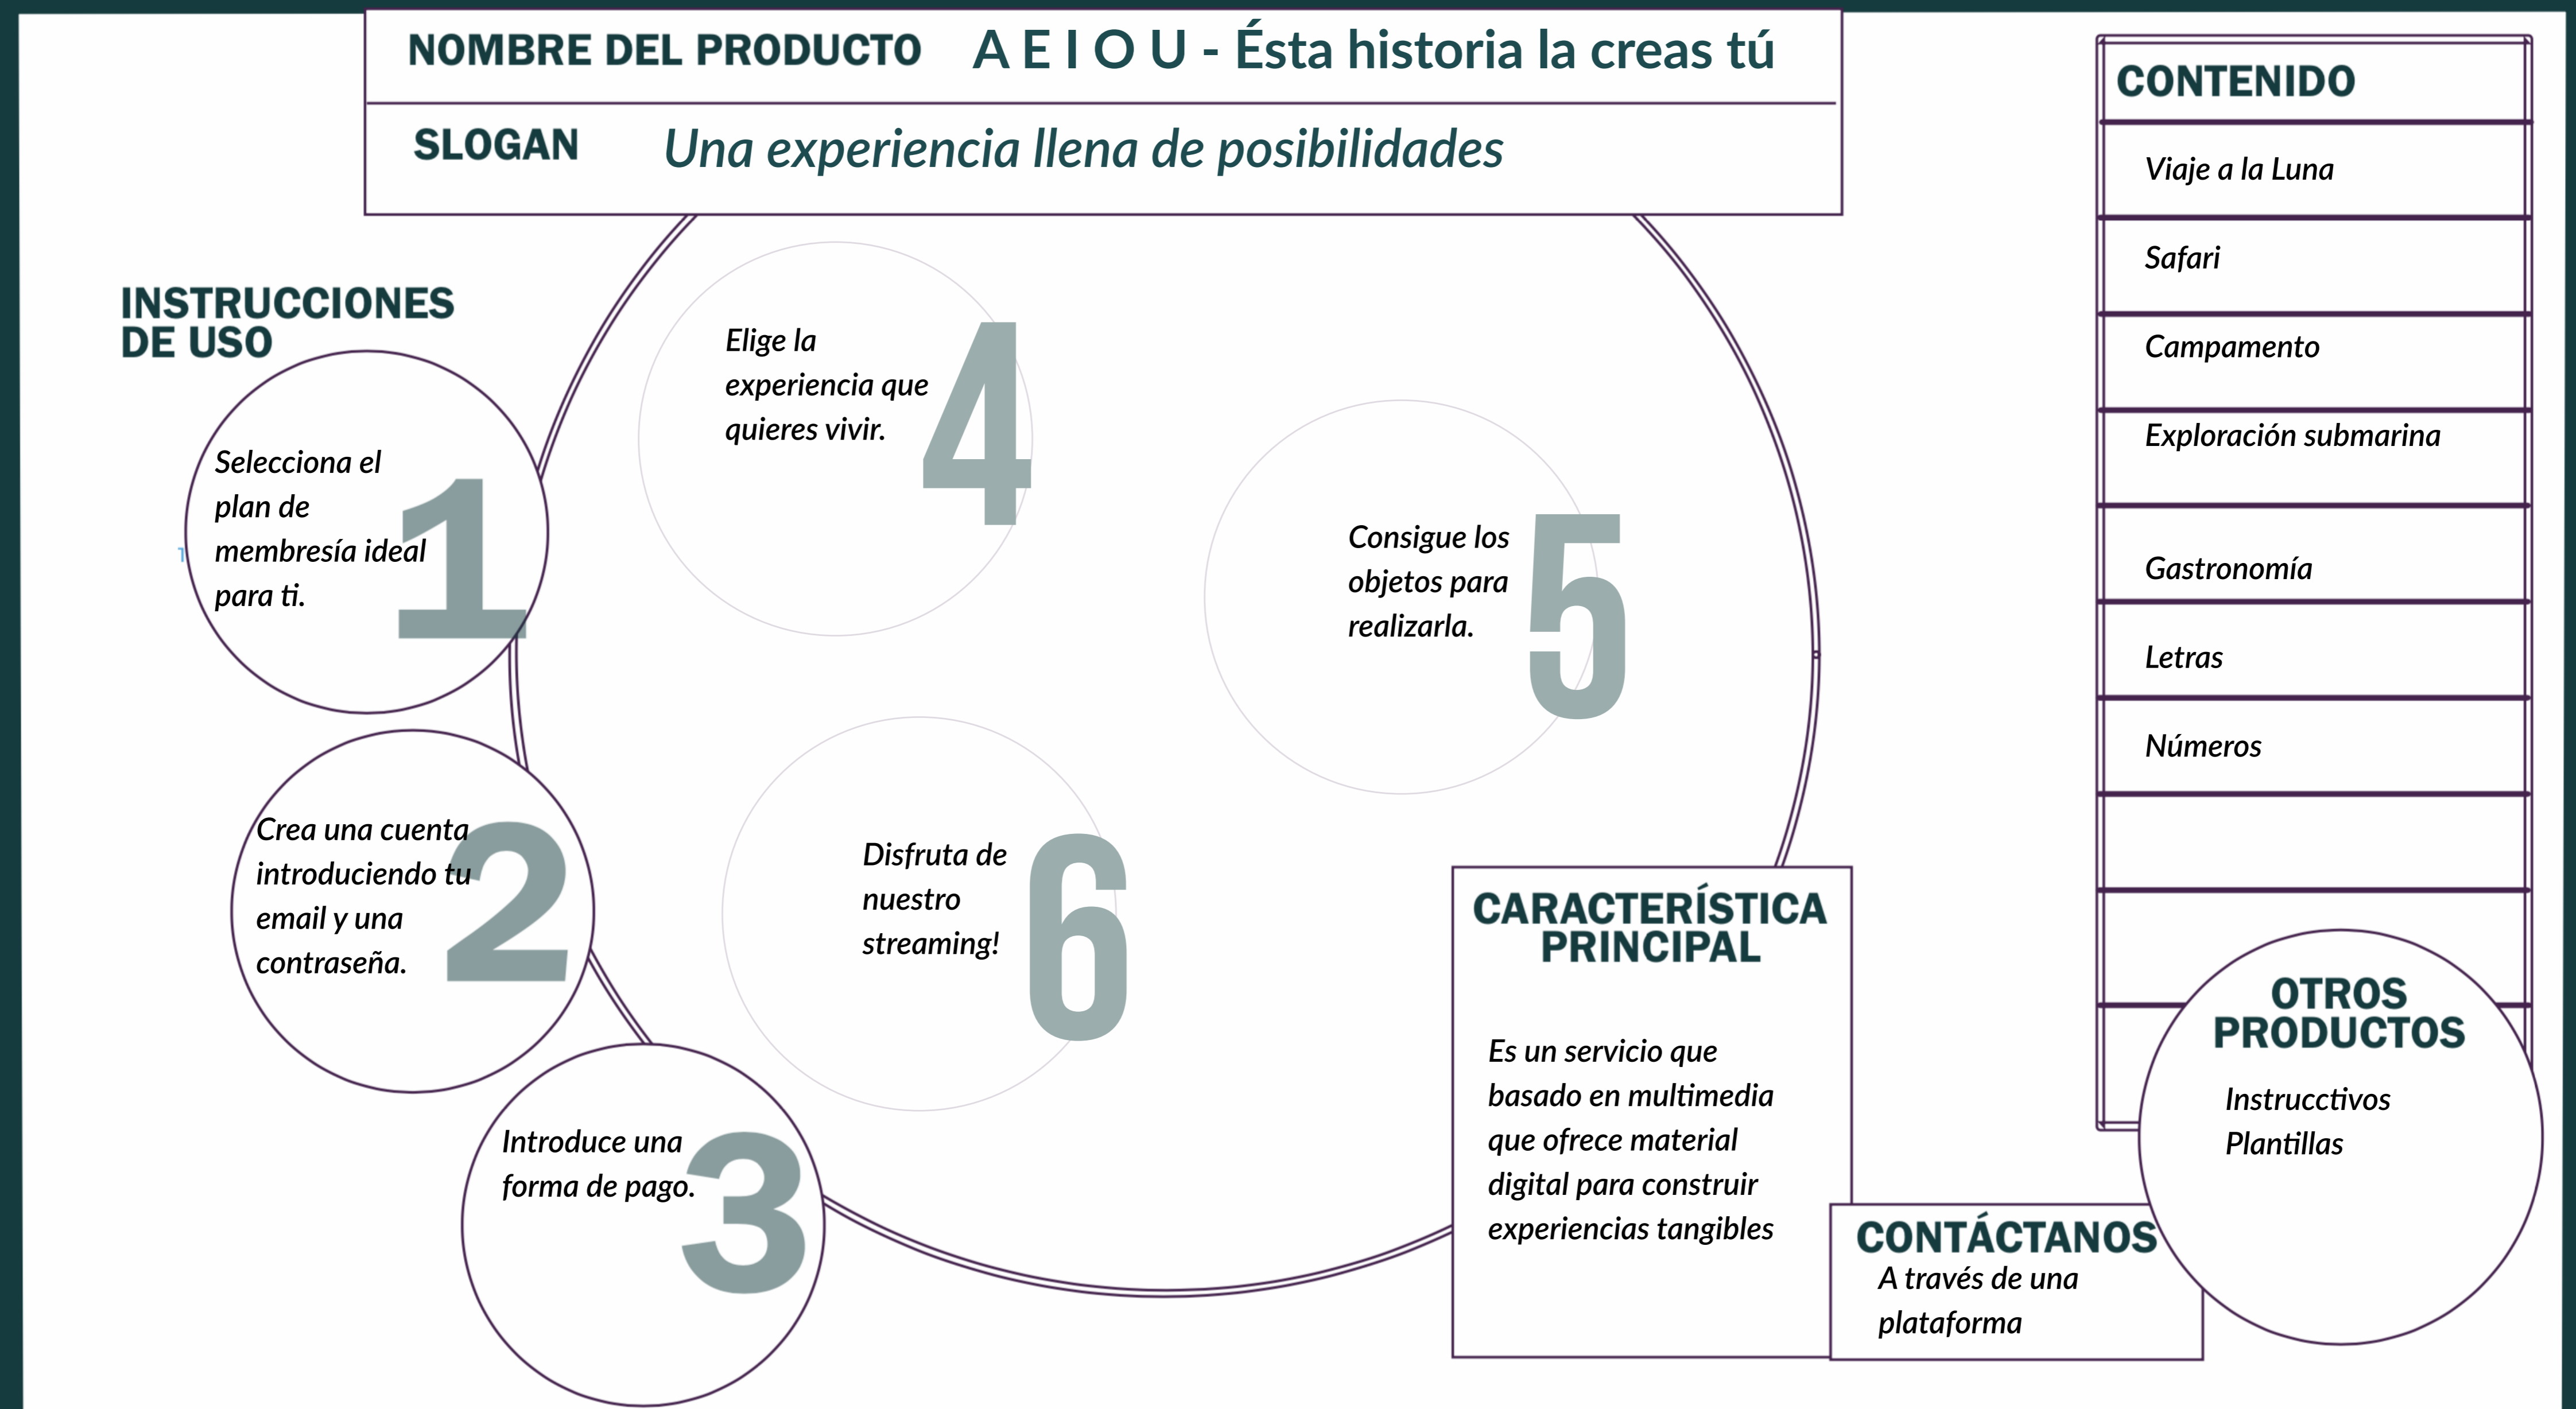 NOMBRE DEL PRODUCTO A E I O U - Ésta historia la creas tú
SLOGAN Una experiencia llena de posibilidades
INSTRUCCIONES
DE USO
Selecciona el
plan de
membresía ideal
para ti.
1
Crea una cuenta
introduciendo tu
email y una
contraseña.
2
Introduce una
forma de pago.
3
Elige la
experiencia que
quieres vivir.
4
Consigue los
objetos para
realizarla.
5
Disfruta de
nuestro
streaming!
6
CARACTERÍSTICA
PRINCIPAL
Es un servicio que
basado en multimedia
que ofrece material
digital para construir
experiencias tangibles
CONTÁCTANOS
A través de una
plataforma
CONTENIDO
Viaje a la Luna
Safari
Campamento
Exploración submarina
Gastronomía
Letras
Números
OTROS
PRODUCTOS
Instrucctivos
Plantillas